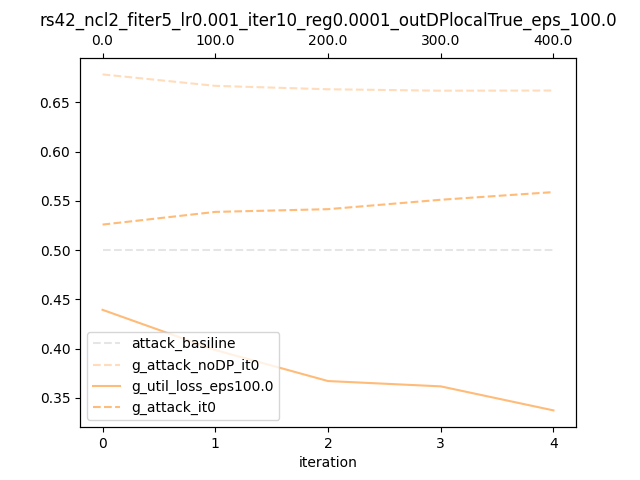 rs42_ncl2_fiter5_lr0.001_iter10_reg0.0001_outDPlocalTrue_eps_100.0
0.0 100.0 200.0 300.0 400.0
0.65
0.60
0.55
0.50
0.45
0.40
0.35
attack_basiline
g_attack_noDP_it0
g_util_loss_eps100.0
g_attack_it0
0 1 2 3 4
iteration